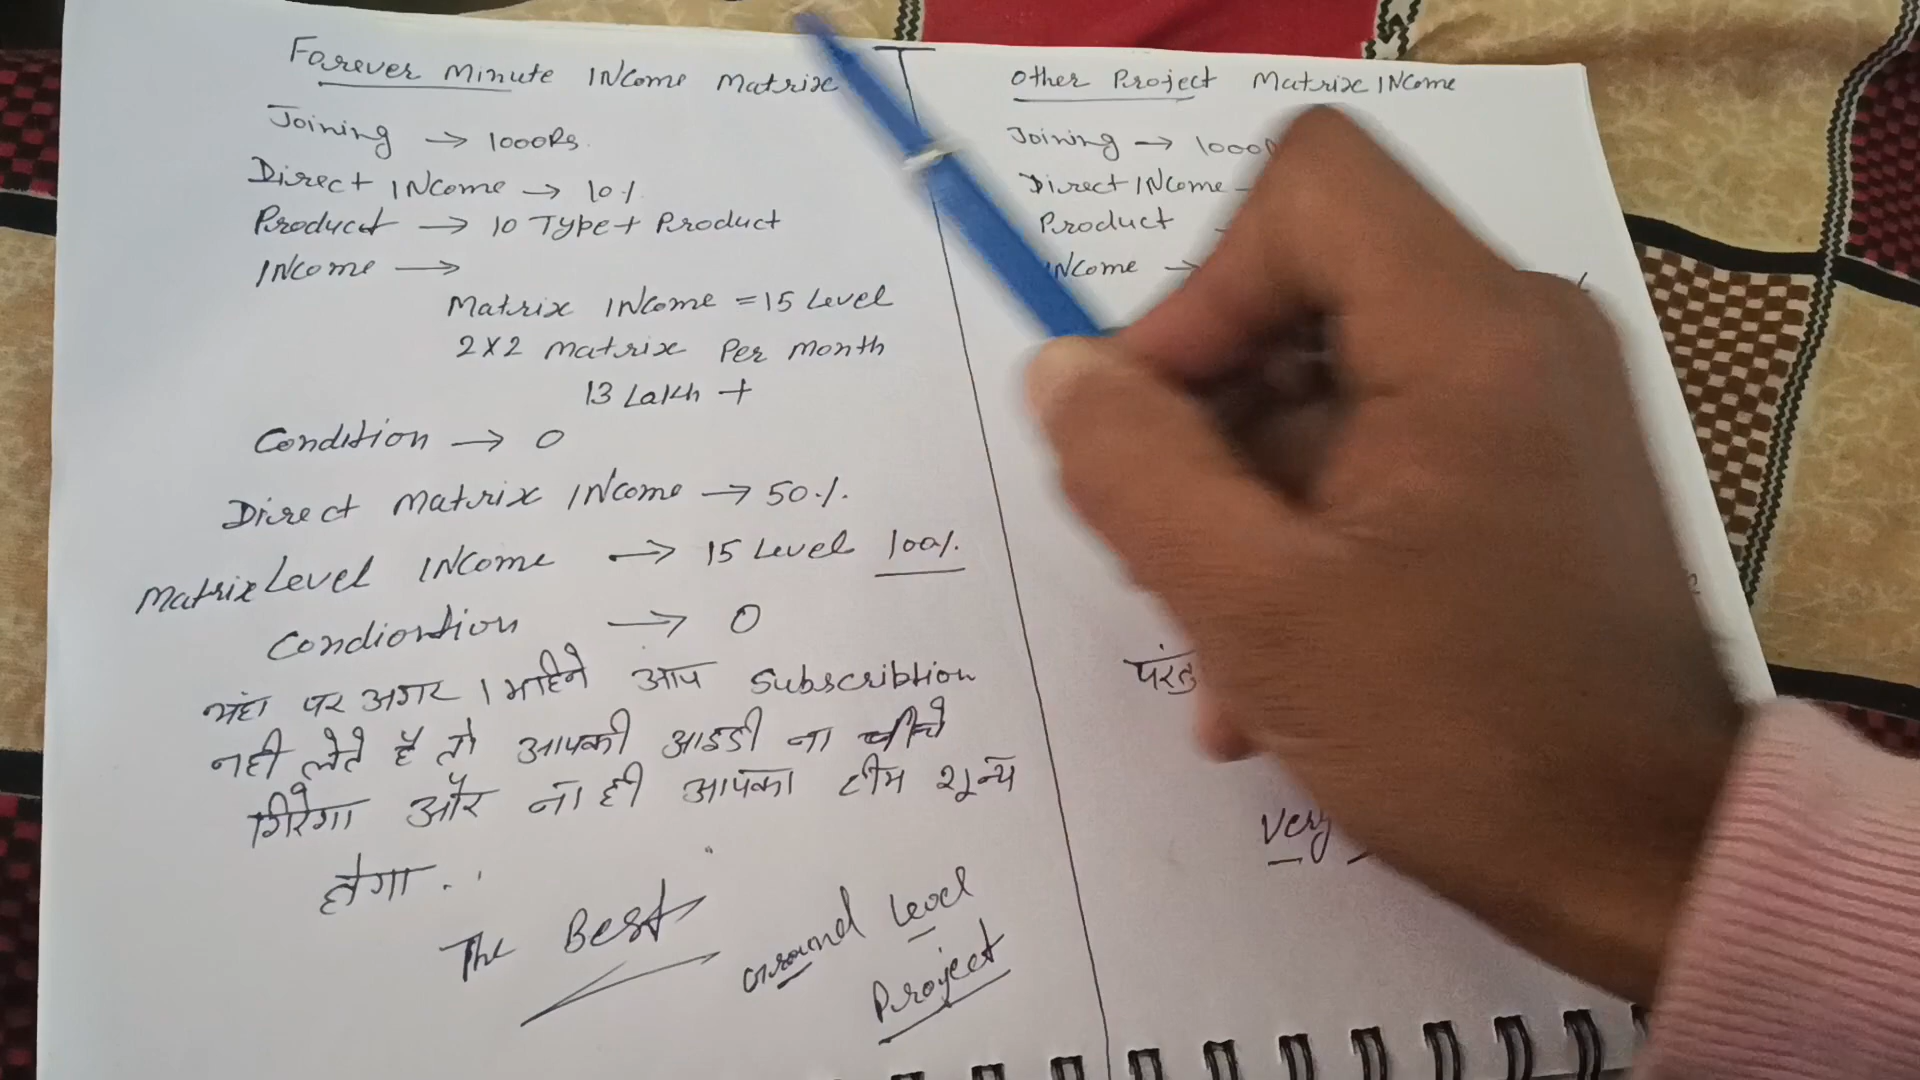 Forever Minute INCome Matrix
Joining → 1000Rs.
Direct INCome → 10%
Product → 10 Type+ Product
INCome →
Matrix INCome = 15 Level
2X2 Matrix Per Month
13 Lakh +
Condition → 0
Direct Matrix INCome → 50%.
Matrix Level INCome → 15 Level 100%.
Condiontion → 0
यहा पर अगर 1 महिने आप Subscribtion
नही लेते है तो आपकी आइडी ना नीचे
गिरेगा और ना ही आपका टीम शून्य
होगा..
The Best
Ground Level
Project
Other Project Matrix INCome
Joining → 1000
Direct INCome
Product
INCome →
परंतु
Very